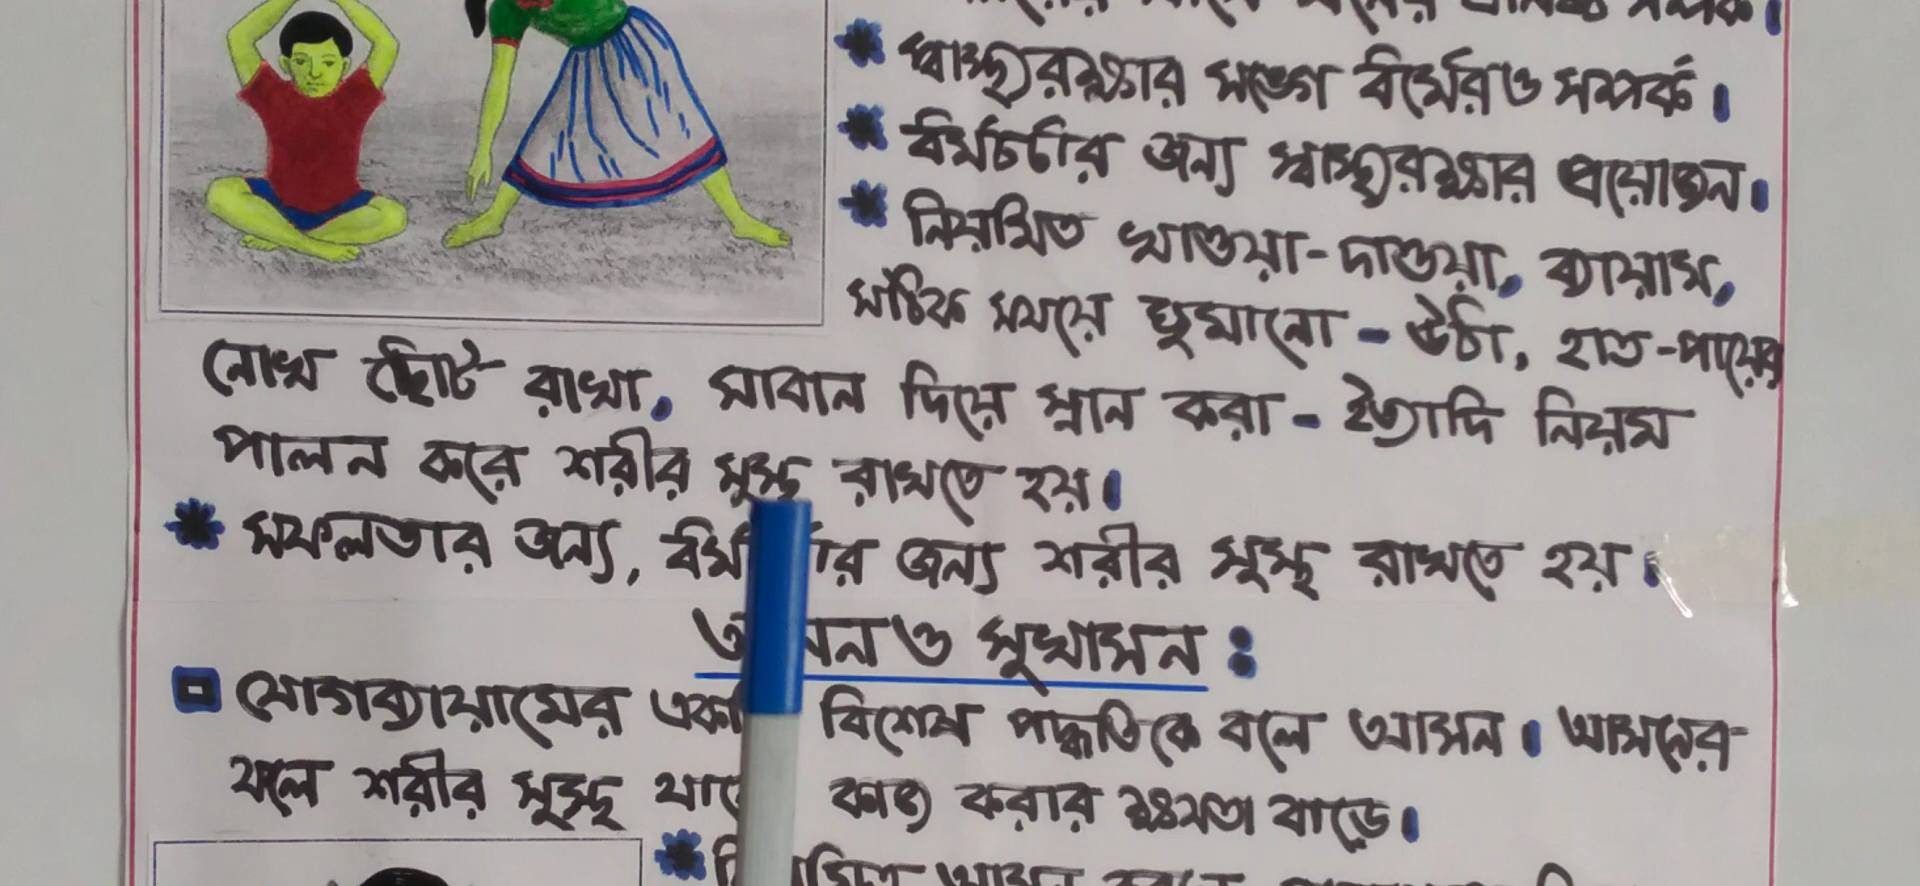 স্বাস্থ্যরক্ষার সঙ্গে ধর্মেরও সম্পর্ক।
ধর্মচর্চার জন্য স্বাস্থ্যরক্ষার প্রয়োজন।
নিয়মিত খাওয়া-দাওয়া, ব্যায়াম,
সঠিক সময়ে ঘুমানো - উঠা, হাত-পায়ের
নোখ ছোট রাখা, সাবান দিয়ে স্নান করা - ইত্যাদি নিয়ম
পালন করে শরীর সুস্থ রাখতে হয়।
সফলতার জন্য, জন্য শরীর সুস্থ রাখতে হয়।
ও সুখাসন :
যোগব্যায়ামের বিশেষ পদ্ধতিকে বলে আসন। আসনের
ফলে শরীর সুস্থ কাজ করার ক্ষমতা বাড়ে।